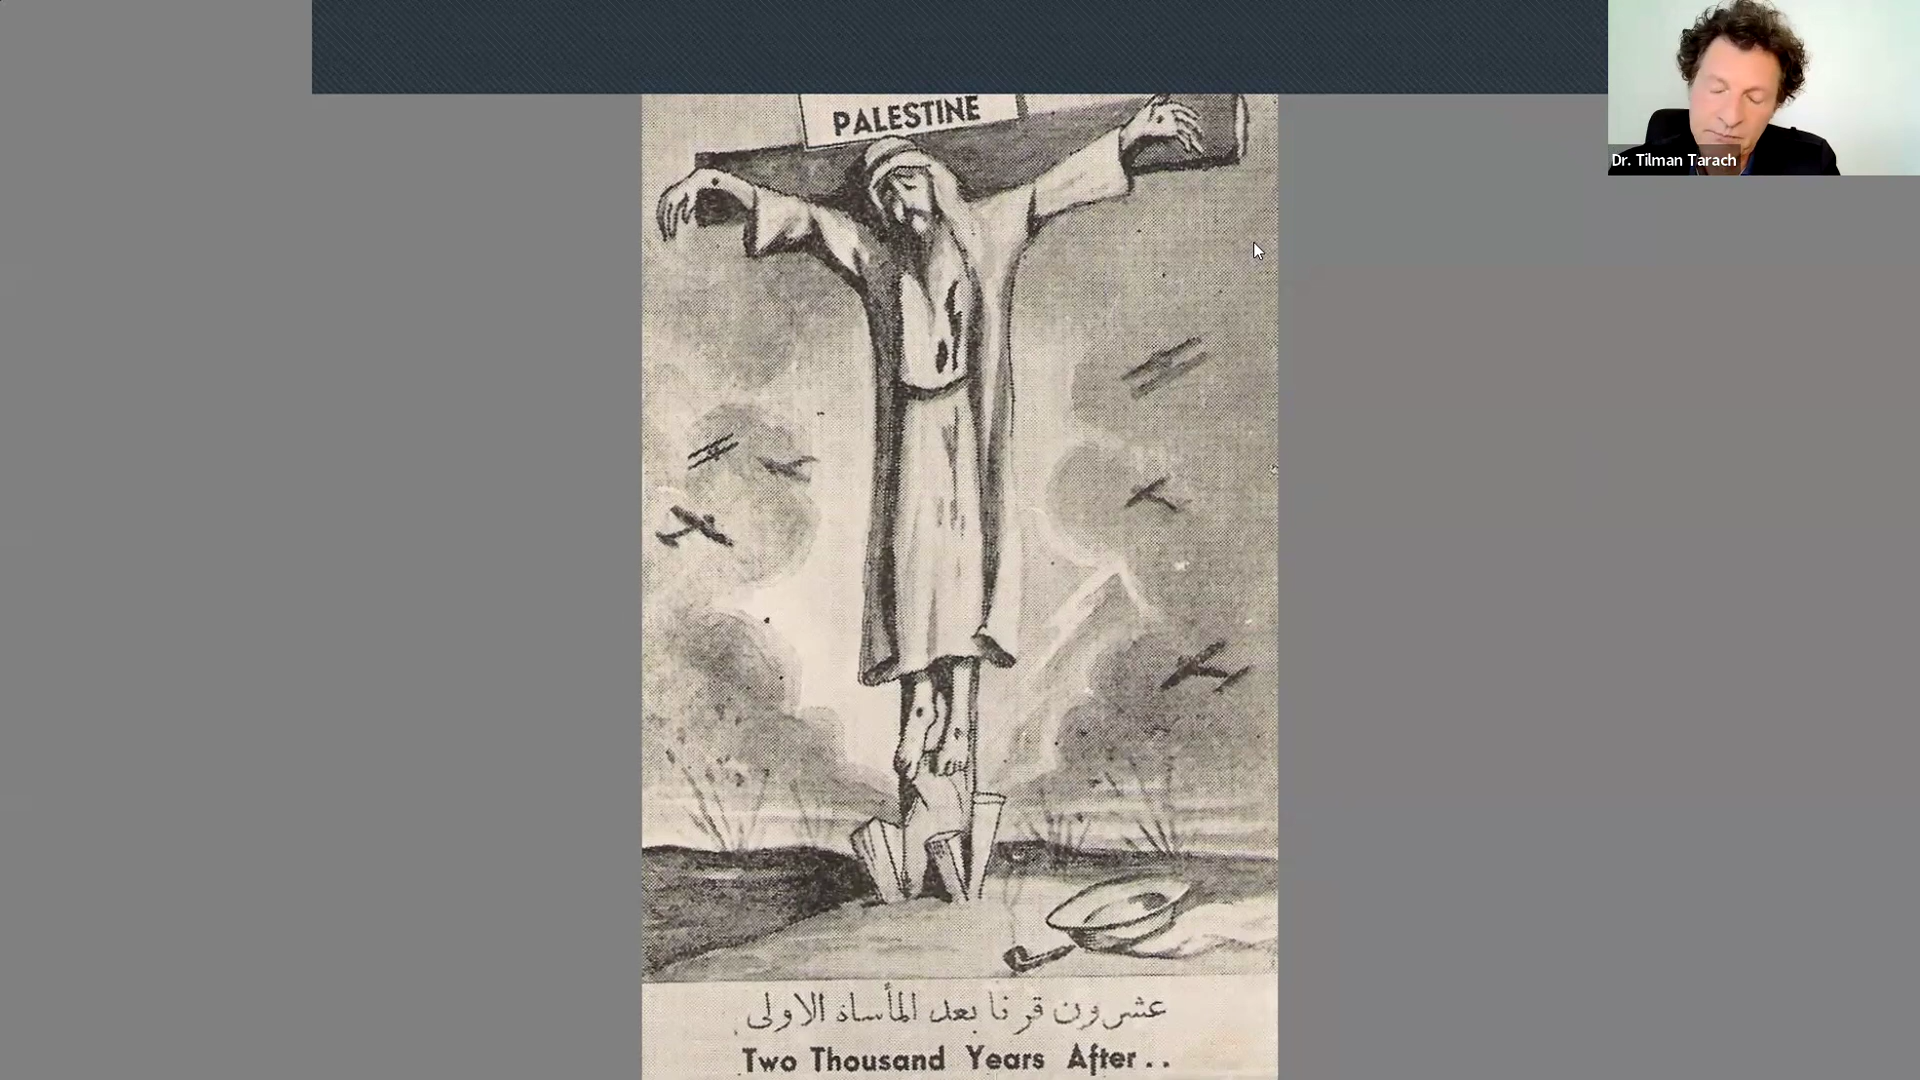 Dr. Tilman Tarach
PALESTINE
عشرون قرنا بعد المأساة الاولى
Two Thousand Years After..